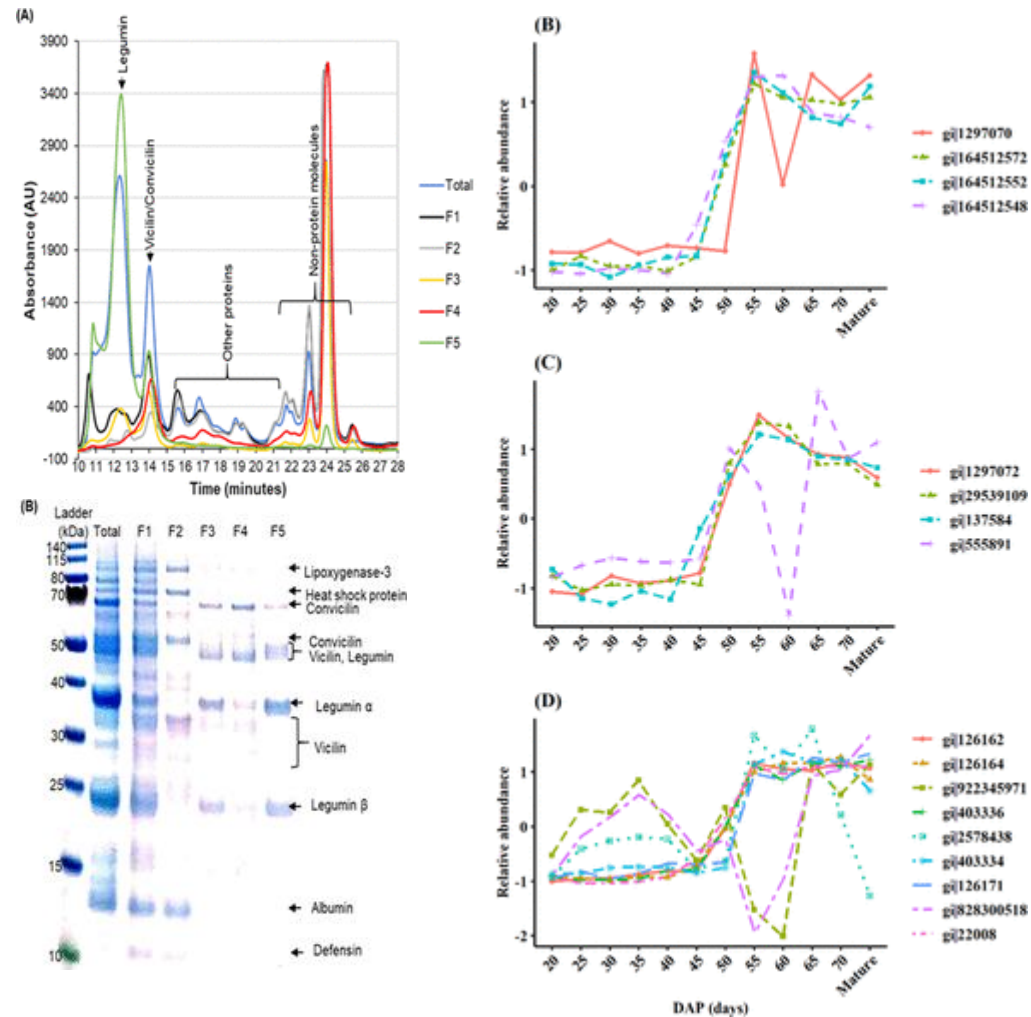 (A)
3900
3400
2900
2400
1900
1400
900
400
-100
Absorbance (AU)
Legumin
Vicilin/Convicilin
Other proteins
Non-protein molecules
10 11 12 13 14 15 16 17 18 19 20 21 22 23 24 25 26 27 28
Time (minutes)
Total
F1
F2
F3
F4
F5
(B)
Ladder
(kDa) Total F1 F2 F3 F4 F5
140
115
80
70
50
40
30
25
15
10
Lipoxygenase-3
Heat shock protein
Convicilin
Convicilin
Vicilin, Legumin
Legumin α
Vicilin
Legumin β
Albumin
Defensin
(B)
Relative abundance
1
0
-1
20 25 30 35 40 45 50 55 60 65 70 Mature
gi|1297070
gi|164512572
gi|164512552
gi|164512548
(C)
Relative abundance
1
0
-1
20 25 30 35 40 45 50 55 60 65 70 Mature
gi|1297072
gi|29539109
gi|137584
gi|555891
(D)
Relative abundance
1
0
-1
-2
20 25 30 35 40 45 50 55 60 65 70 Mature
DAP (days)
gi|126162
gi|126164
gi|922345971
gi|403336
gi|2578438
gi|403334
gi|126171
gi|828300518
gi|22008